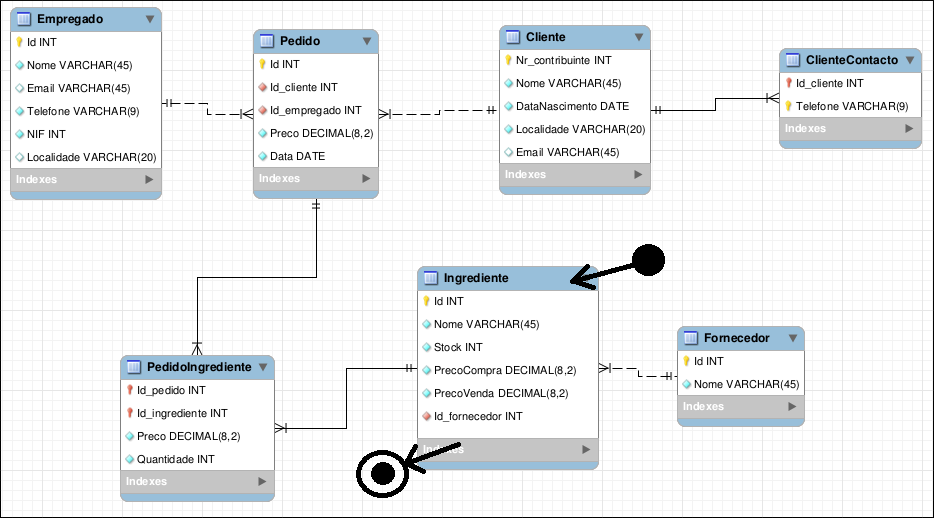 Empregado
Id INT
Nome VARCHAR(45)
Email VARCHAR(45)
Telefone VARCHAR(9)
NIF INT
Localidade VARCHAR(20)
Indexes
Pedido
Id INT
Id_cliente INT
Id_empregado INT
Preco DECIMAL(8,2)
Data DATE
Indexes
Cliente
Nr_contribuinte INT
Nome VARCHAR(45)
DataNascimento DATE
Localidade VARCHAR(20)
Email VARCHAR(45)
Indexes
ClienteContacto
Id_cliente INT
Telefone VARCHAR(9)
Indexes
PedidoIngrediente
Id_pedido INT
Id_ingrediente INT
Preco DECIMAL(8,2)
Quantidade INT
Indexes
Ingrediente
Id INT
Nome VARCHAR(45)
Stock INT
PrecoCompra DECIMAL(8,2)
PrecoVenda DECIMAL(8,2)
Id_fornecedor INT
Indexes
Fornecedor
Id INT
Nome VARCHAR(45)
Indexes